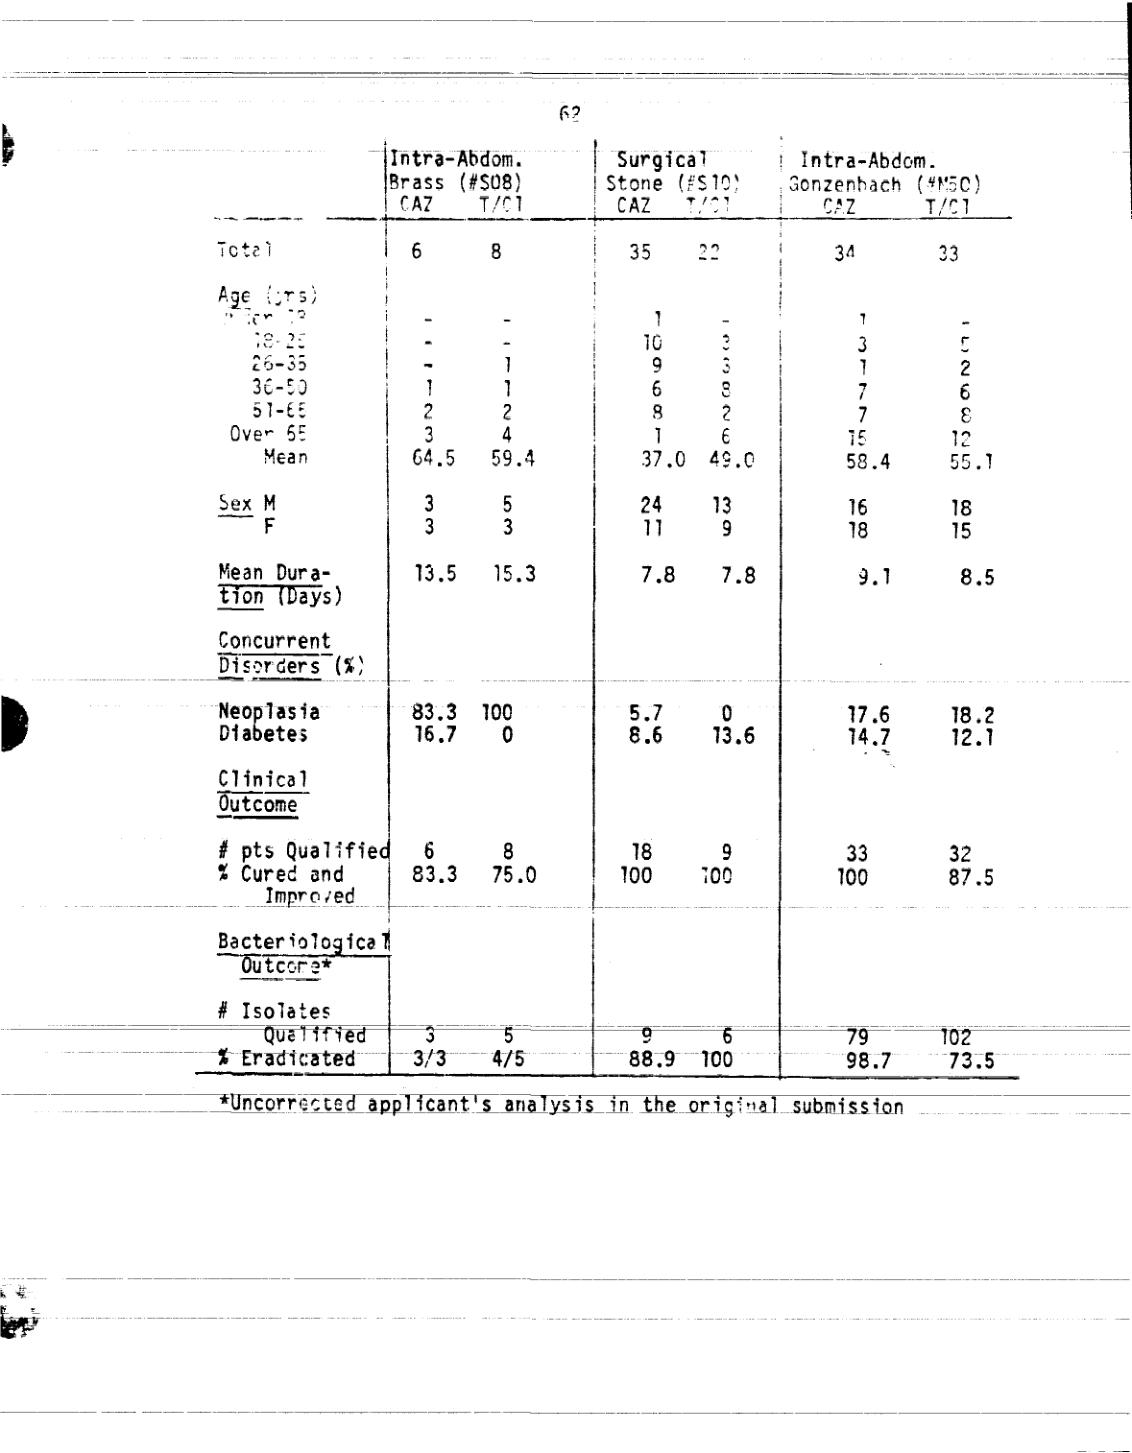 62
Intra-Abdom. Surgical Intra-Abdom.
Brass (#S08) Stone (#S10) Gonzenbach (#M50)
CAZ T/Cl CAZ T/Cl CAZ T/Cl
Total 6 8 35 22 34 33
Age (yrs)
- - 1 - 1 -
18-25 - - 10 3 5
26-35 - 1 9 1 2
36-50 1 1 6 8 7 6
51-65 2 2 8 2 7 8
Over 65 3 4 1 6 15 12
Mean 64.5 59.4 37.0 49.0 58.4 55.1
Sex M 3 5 24 13 16 18
F 3 3 11 9 18 15
Mean Dura- 13.5 15.3 7.8 7.8 9.1 8.5
tion (Days)
Concurrent
Disorders (%)
Neoplasia 83.3 100 5.7 0 17.6 18.2
Diabetes 16.7 0 8.6 13.6 14.7 12.1
Clinical
Outcome
# pts Qualified 6 8 18 9 33 32
% Cured and 83.3 75.0 100 100 100 87.5
Improved
Bacteriological
Outcome*
# Isolates
Qualified 3 5 9 6 79 102
% Eradicated 3/3 4/5 88.9 100 98.7 73.5
*Uncorrected applicant's analysis in the original submission